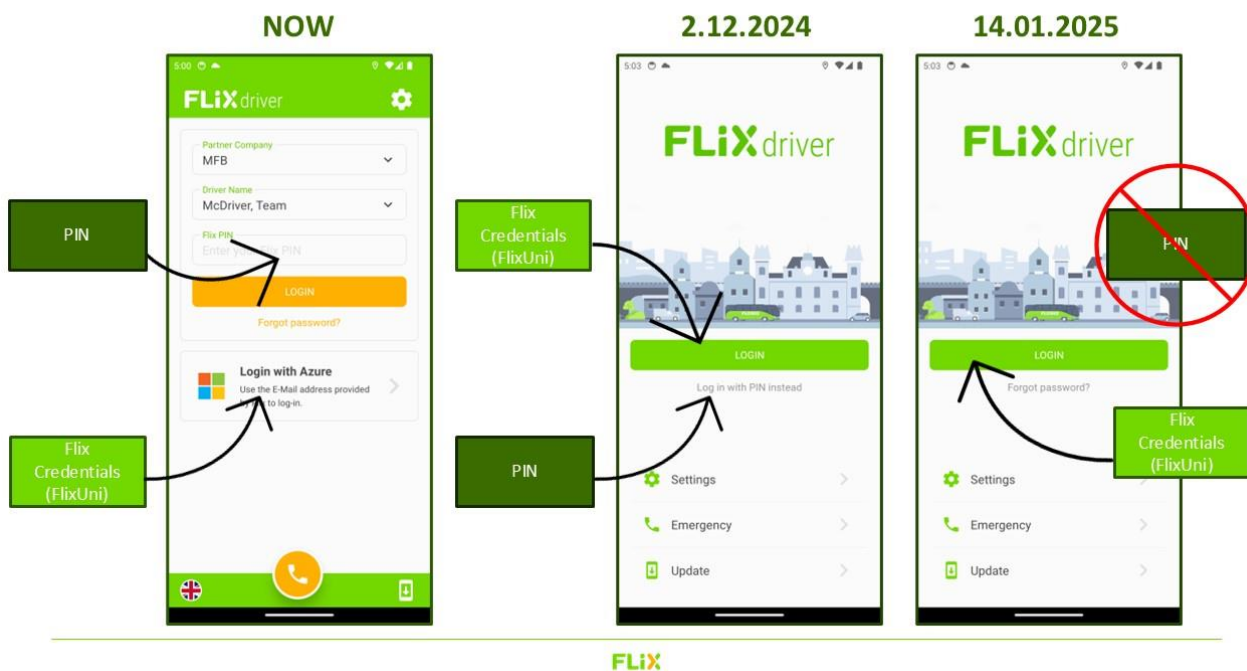 NOW
2.12.2024
14.01.2025
5:00
FLiX driver
Partner Company
MFB
Driver Name
McDriver, Team
Flix PIN
Enter your Flix PIN
LOGIN
Forgot password?
Login with Azure
Use the E-Mail address provided
to log-in.
PIN
Flix
Credentials
(FlixUni)
5:03
FLiX driver
LOGIN
Log in with PIN instead
Settings
Emergency
Update
Flix
Credentials
(FlixUni)
PIN
5:03
FLiX driver
LOGIN
Forgot password?
Settings
Emergency
Update
PIN
Flix
Credentials
(FlixUni)
FLiX